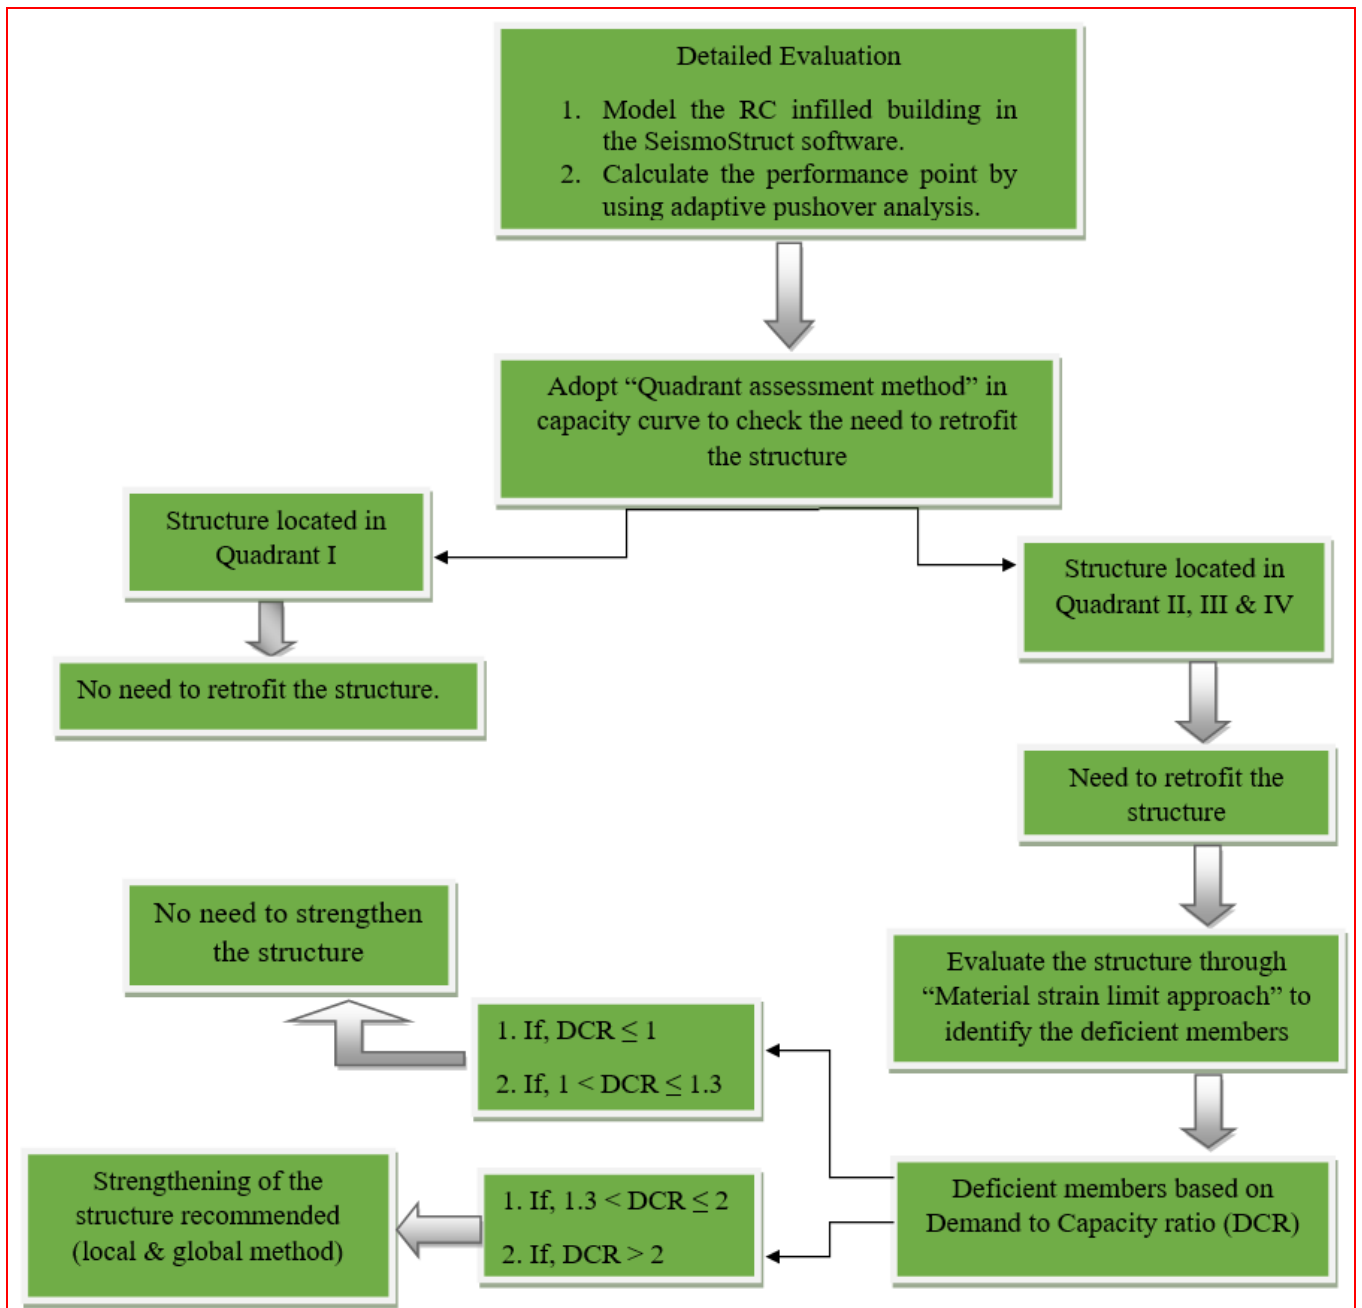 Detailed Evaluation
1. Model the RC infilled building in
the SeismoStruct software.
2. Calculate the performance point by
using adaptive pushover analysis.
Adopt “Quadrant assessment method” in
capacity curve to check the need to retrofit
the structure
Structure located in
Quadrant I
No need to retrofit the structure.
Structure located in
Quadrant II, III & IV
Need to retrofit the
structure
Evaluate the structure through
“Material strain limit approach” to
identify the deficient members
Deficient members based on
Demand to Capacity ratio (DCR)
1. If, DCR ≤ 1
2. If, 1 < DCR ≤ 1.3
No need to strengthen
the structure
1. If, 1.3 < DCR ≤ 2
2. If, DCR > 2
Strengthening of the
structure recommended
(local & global method)